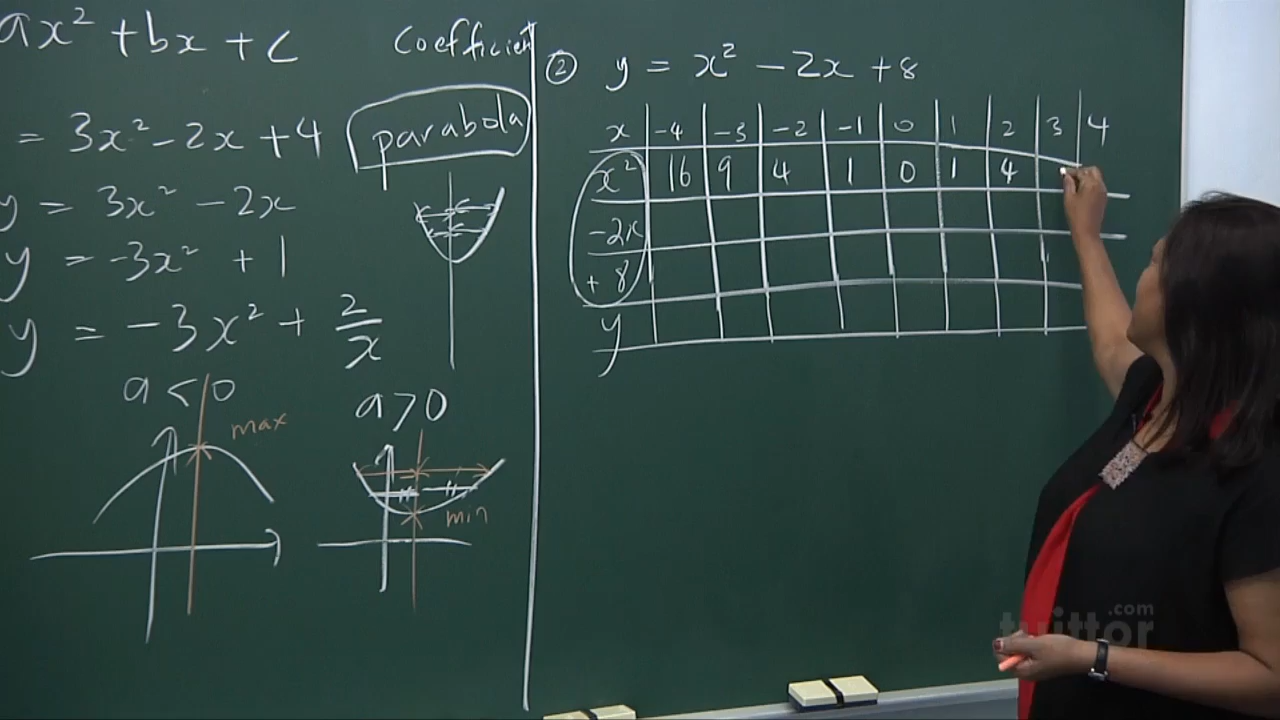 ax² + bx + c
coefficien
= 3x² - 2x + 4
parabola
y = 3x² - 2x
y = -3x² + 1
y = -3x² + 2/x
a < 0
max
a > 0
min
② y = x² - 2x + 8
x -4 -3 -2 -1 0 1 2 3 4
x² 16 9 4 1 0 1 4
-2x
+ 8
y
tuittor.com